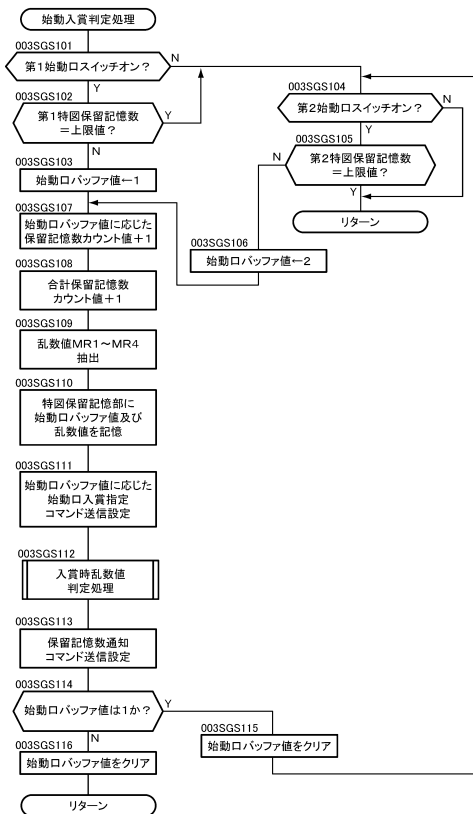 始動入賞判定処理
003SGS101
第1始動口スイッチオン？
N
Y
003SGS102
第1特図保留記憶数
＝上限値？
Y
N
003SGS103
始動口バッファ値←1
003SGS104
第2始動口スイッチオン？
N
Y
003SGS105
第2特図保留記憶数
＝上限値？
N
Y
リターン
003SGS106
始動口バッファ値←2
003SGS107
始動口バッファ値に応じた
保留記憶数カウント値＋1
003SGS108
合計保留記憶数
カウント値＋1
003SGS109
乱数値MR1～MR4
抽出
003SGS110
特図保留記憶部に
始動口バッファ値及び
乱数値を記憶
003SGS111
始動口バッファ値に応じた
始動口入賞指定
コマンド送信設定
003SGS112
入賞時乱数値
判定処理
003SGS113
保留記憶数通知
コマンド送信設定
003SGS114
始動口バッファ値は1か？
Y
N
003SGS115
始動口バッファ値をクリア
003SGS116
始動口バッファ値をクリア
リターン